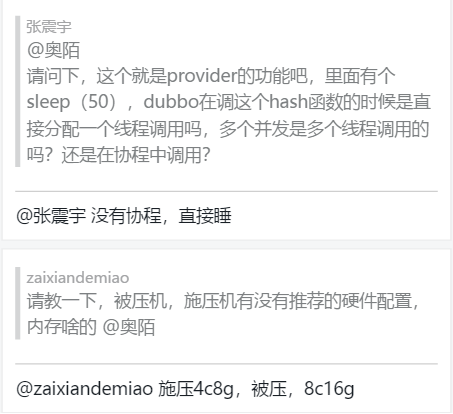 张震宇
@奥陌
请问下，这个就是provider的功能吧，里面有个
sleep（50），dubbo在调这个hash函数的时候是直
接分配一个线程调用吗，多个并发是多个线程调用的
吗？还是在协程中调用？
@张震宇 没有协程，直接睡
zaixiandemiao
请教一下，被压机，施压机有没有推荐的硬件配置，
内存啥的 @奥陌
@zaixiandemiao 施压4c8g，被压，8c16g